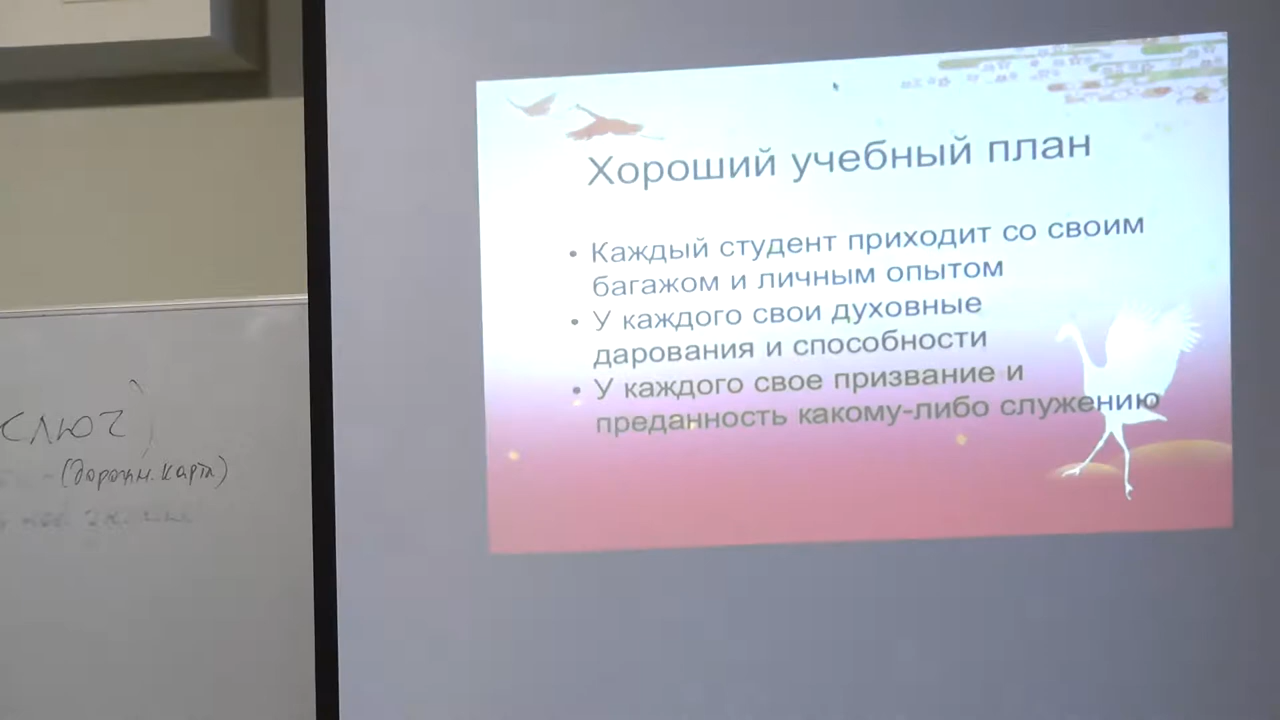 Хороший учебный план
• Каждый студент приходит со своим
багажом и личным опытом
• У каждого свои духовные
дарования и способности
• У каждого свое призвание и
преданность какому-либо служению
(дорожн. карта)